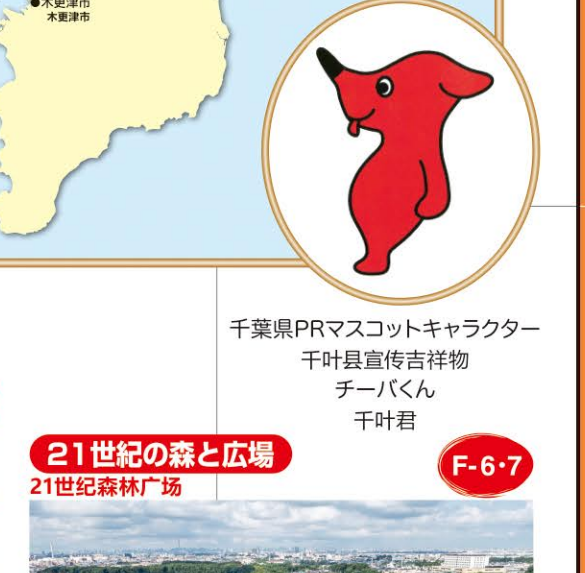 ●木更津市
木更津市
千葉県PRマスコットキャラクター
千叶县宣传吉祥物
チーバくん
千叶君
21世紀の森と広場
F-6・7
21世纪森林广场